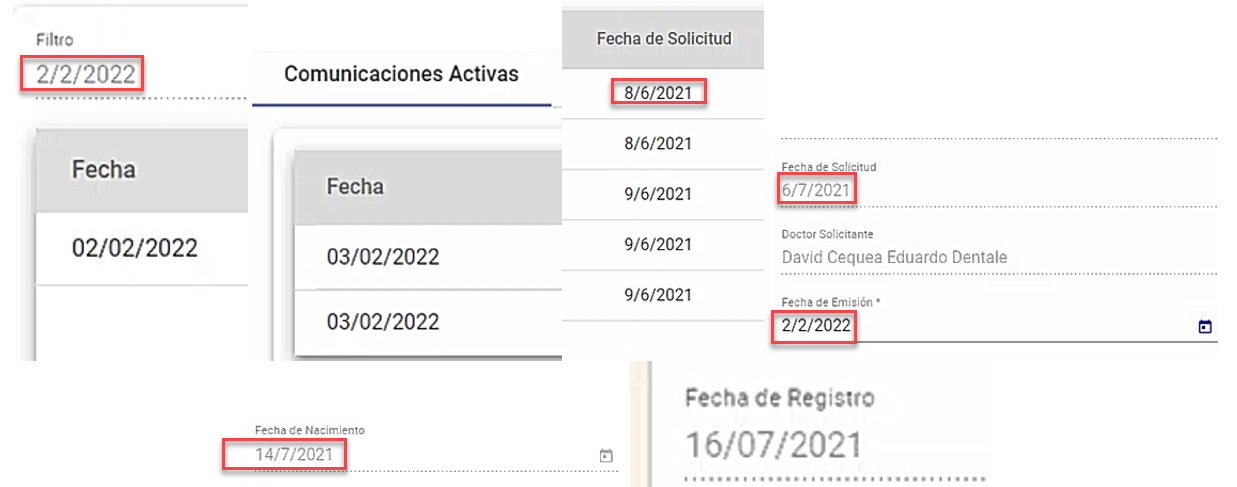 Filtro
2/2/2022
Fecha
02/02/2022
Comunicaciones Activas
Fecha
03/02/2022
03/02/2022
Fecha de Solicitud
8/6/2021
8/6/2021
9/6/2021
9/6/2021
9/6/2021
Fecha de Solicitud
6/7/2021
Doctor Solicitante
David Cequea Eduardo Dentale
Fecha de Emisión *
2/2/2022
Fecha de Nacimiento
14/7/2021
Fecha de Registro
16/07/2021